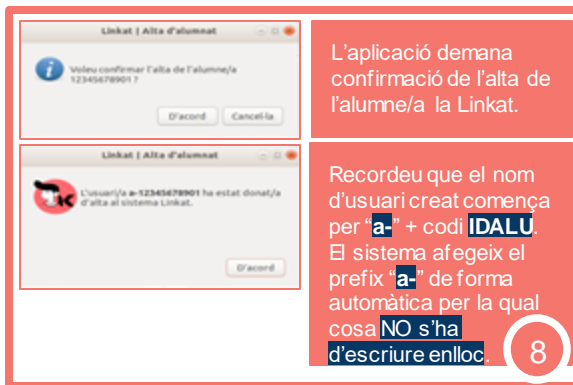 Linkat | Alta d'alumnat
Voleu confirmar l'alta de l'alumne/a
12345678901 ?
D'acord Cancel·la
L'aplicació demana
confirmació de l'alta de
l'alumne/a la Linkat.
Linkat | Alta d'alumnat
L'usuari/a a-12345678901 ha estat donat/a
d'alta al sistema Linkat.
D'acord
Recordeu que el nom
d'usuari creat comença
per “a-” + codi IDALU.
El sistema afegeix el
prefix “a-” de forma
automàtica per la qual
cosa NO s'ha
d'escriure enlloc.
8